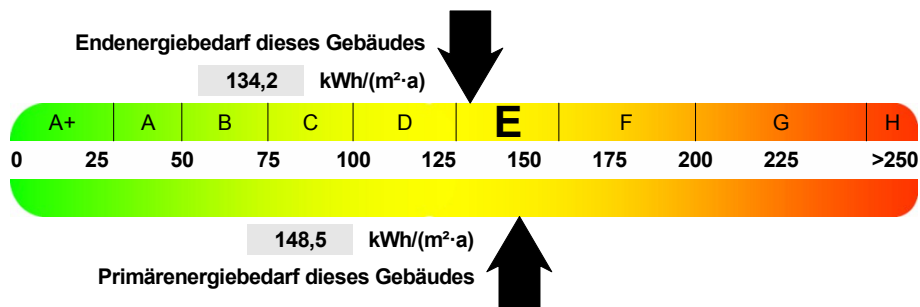 Endenergiebedarf dieses Gebäudes
134,2 kWh/(m²·a)
A+ A B C D E F G H
0 25 50 75 100 125 150 175 200 225 >250
148,5 kWh/(m²·a)
Primärenergiebedarf dieses Gebäudes